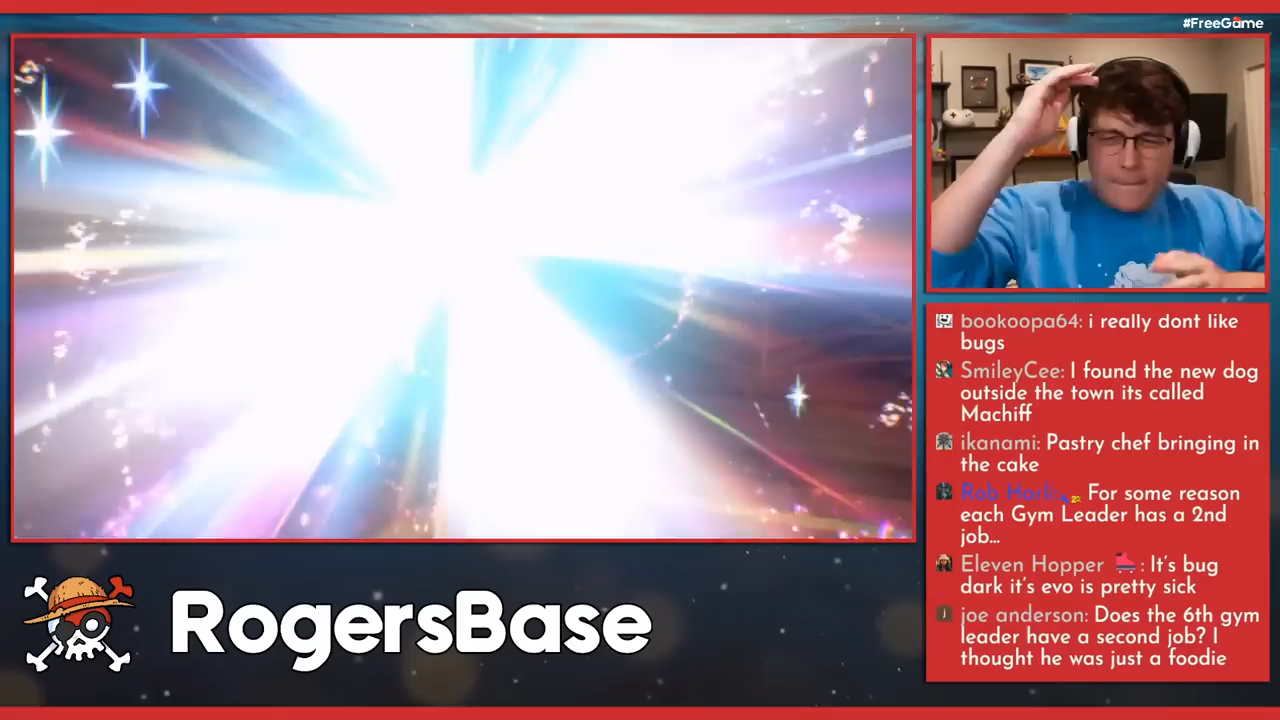 #FreeGame
bookoopa64: i really dont like
bugs
SmileyCee: I found the new dog
outside the town its called
Machiff
ikanami: Pastry chef bringing in
the cake
Rob Harli: For some reason
each Gym Leader has a 2nd
job...
Eleven Hopper : It's bug
dark it's evo is pretty sick
joe anderson: Does the 6th gym
leader have a second job? I
thought he was just a foodie
RogersBase